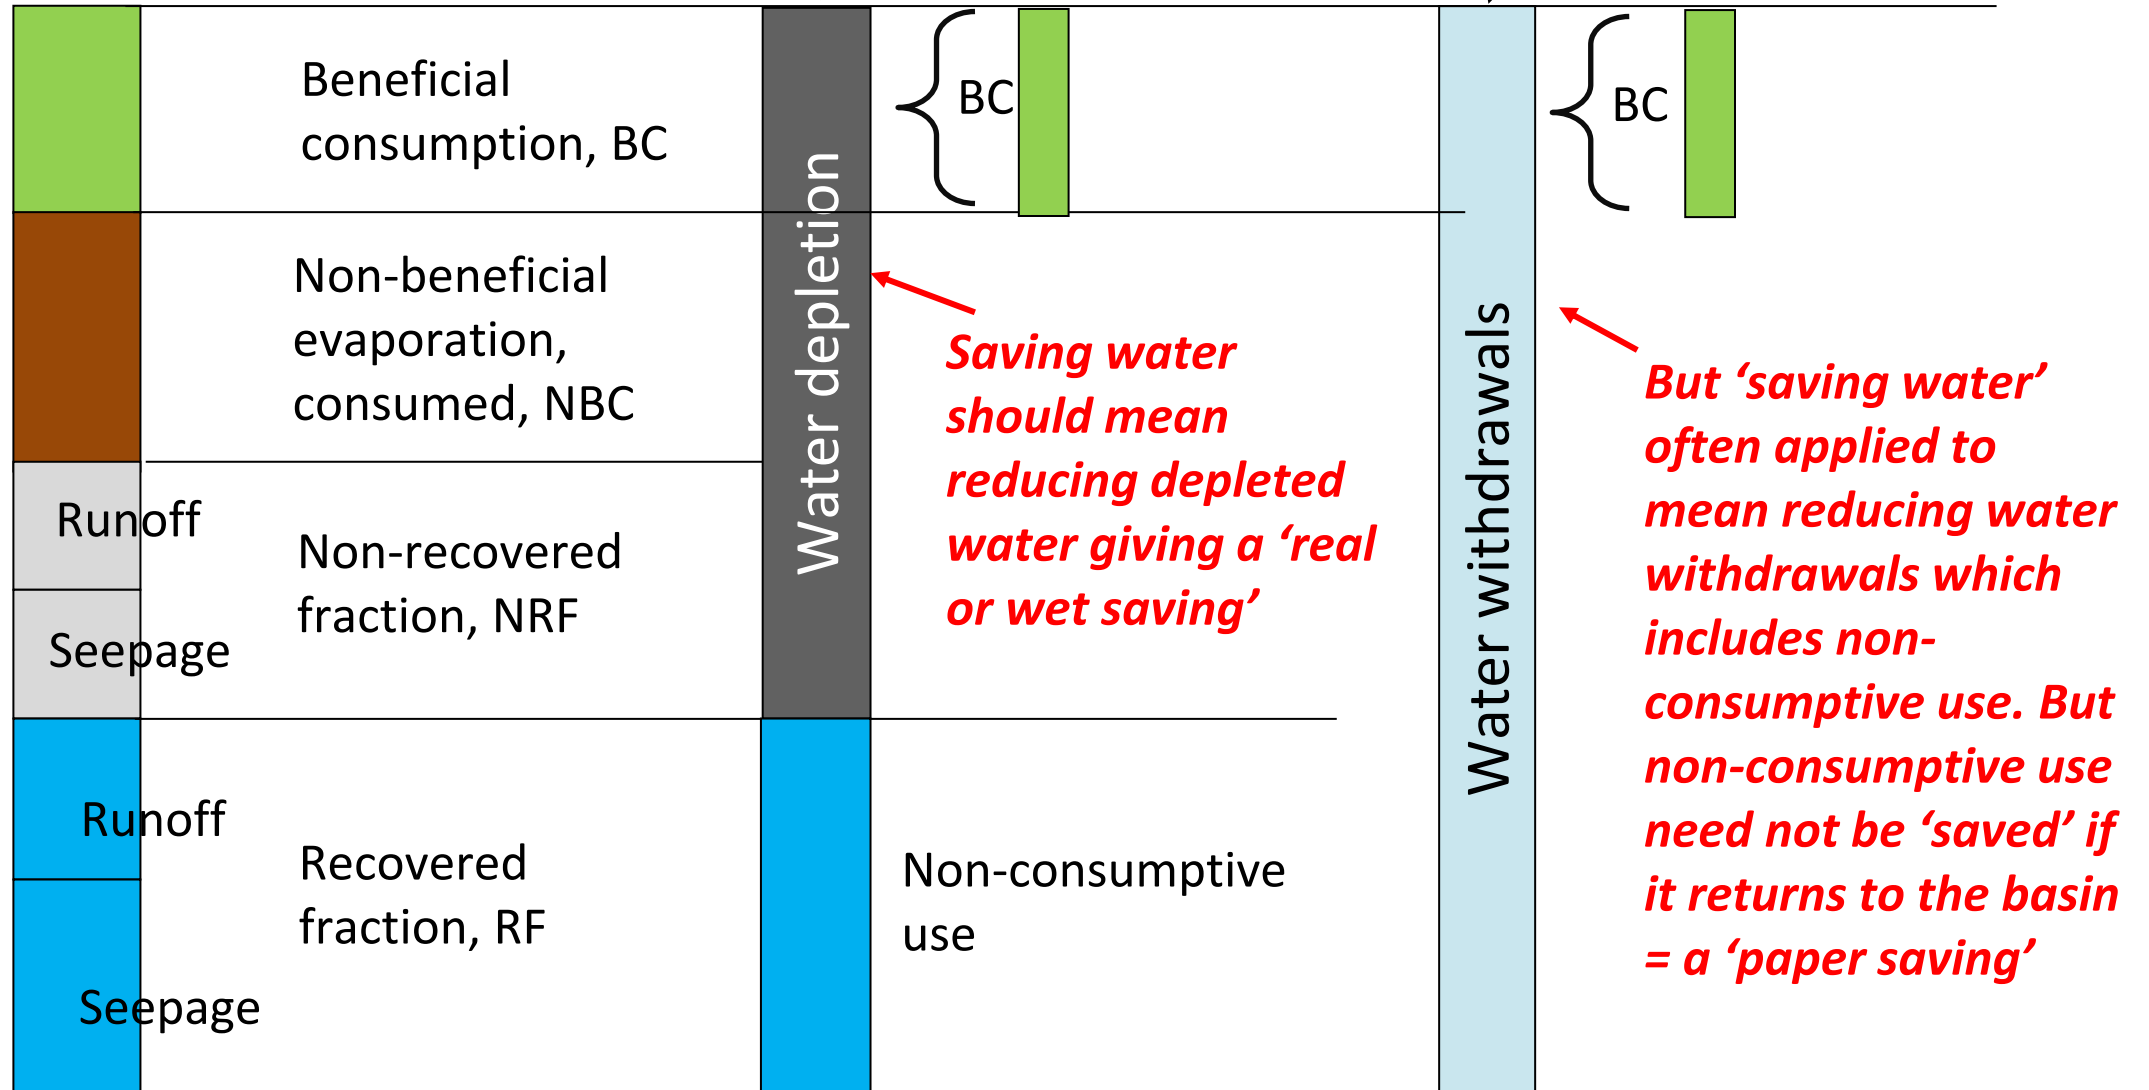 Beneficial
consumption, BC
Non-beneficial
evaporation,
consumed, NBC
Runoff
Seepage
Non-recovered
fraction, NRF
Runoff
Seepage
Recovered
fraction, RF
Water depletion
BC
Saving water
should mean
reducing depleted
water giving a ‘real
or wet saving’
Non-consumptive
use
Water withdrawals
BC
But ‘saving water’
often applied to
mean reducing water
withdrawals which
includes non-
consumptive use. But
non-consumptive use
need not be ‘saved’ if
it returns to the basin
= a ‘paper saving’